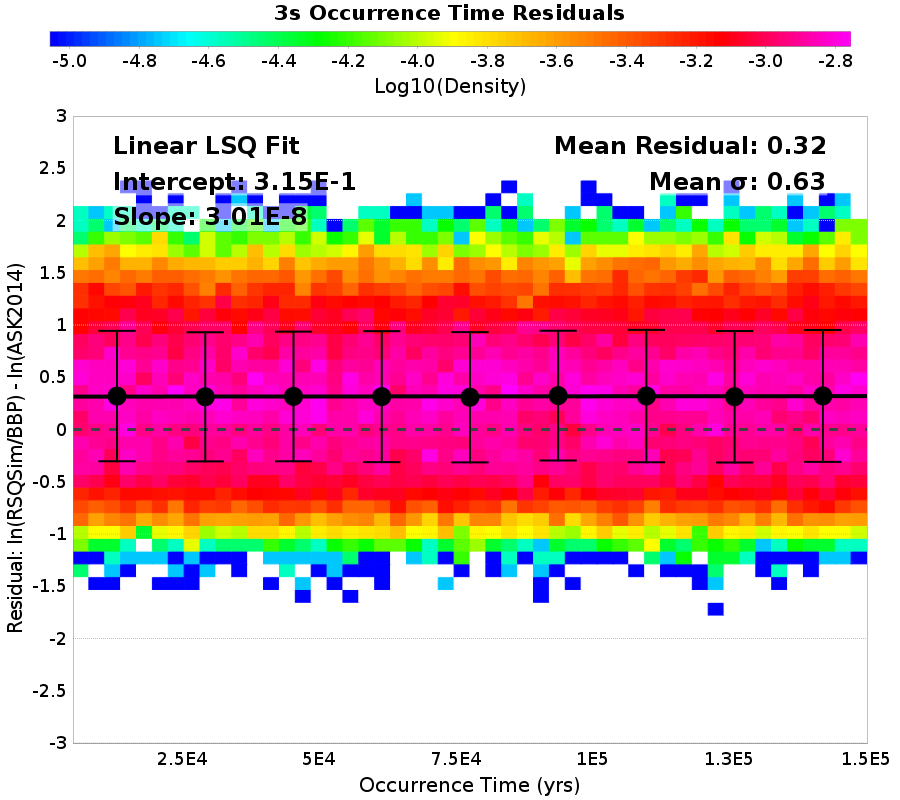 3s Occurrence Time Residuals
-5.0 -4.8 -4.6 -4.4 -4.2 -4.0 -3.8 -3.6 -3.4 -3.2 -3.0 -2.8
Log10(Density)
Linear LSQ Fit
Intercept: 3.15E-1
Slope: 3.01E-8
Mean Residual: 0.32
Mean σ: 0.63
Residual: ln(RSQSim/BBP) - ln(ASK2014)
3
2.5
2
1.5
1
0.5
0
-0.5
-1
-1.5
-2
-2.5
-3
2.5E4 5E4 7.5E4 1E5 1.3E5 1.5E5
Occurrence Time (yrs)